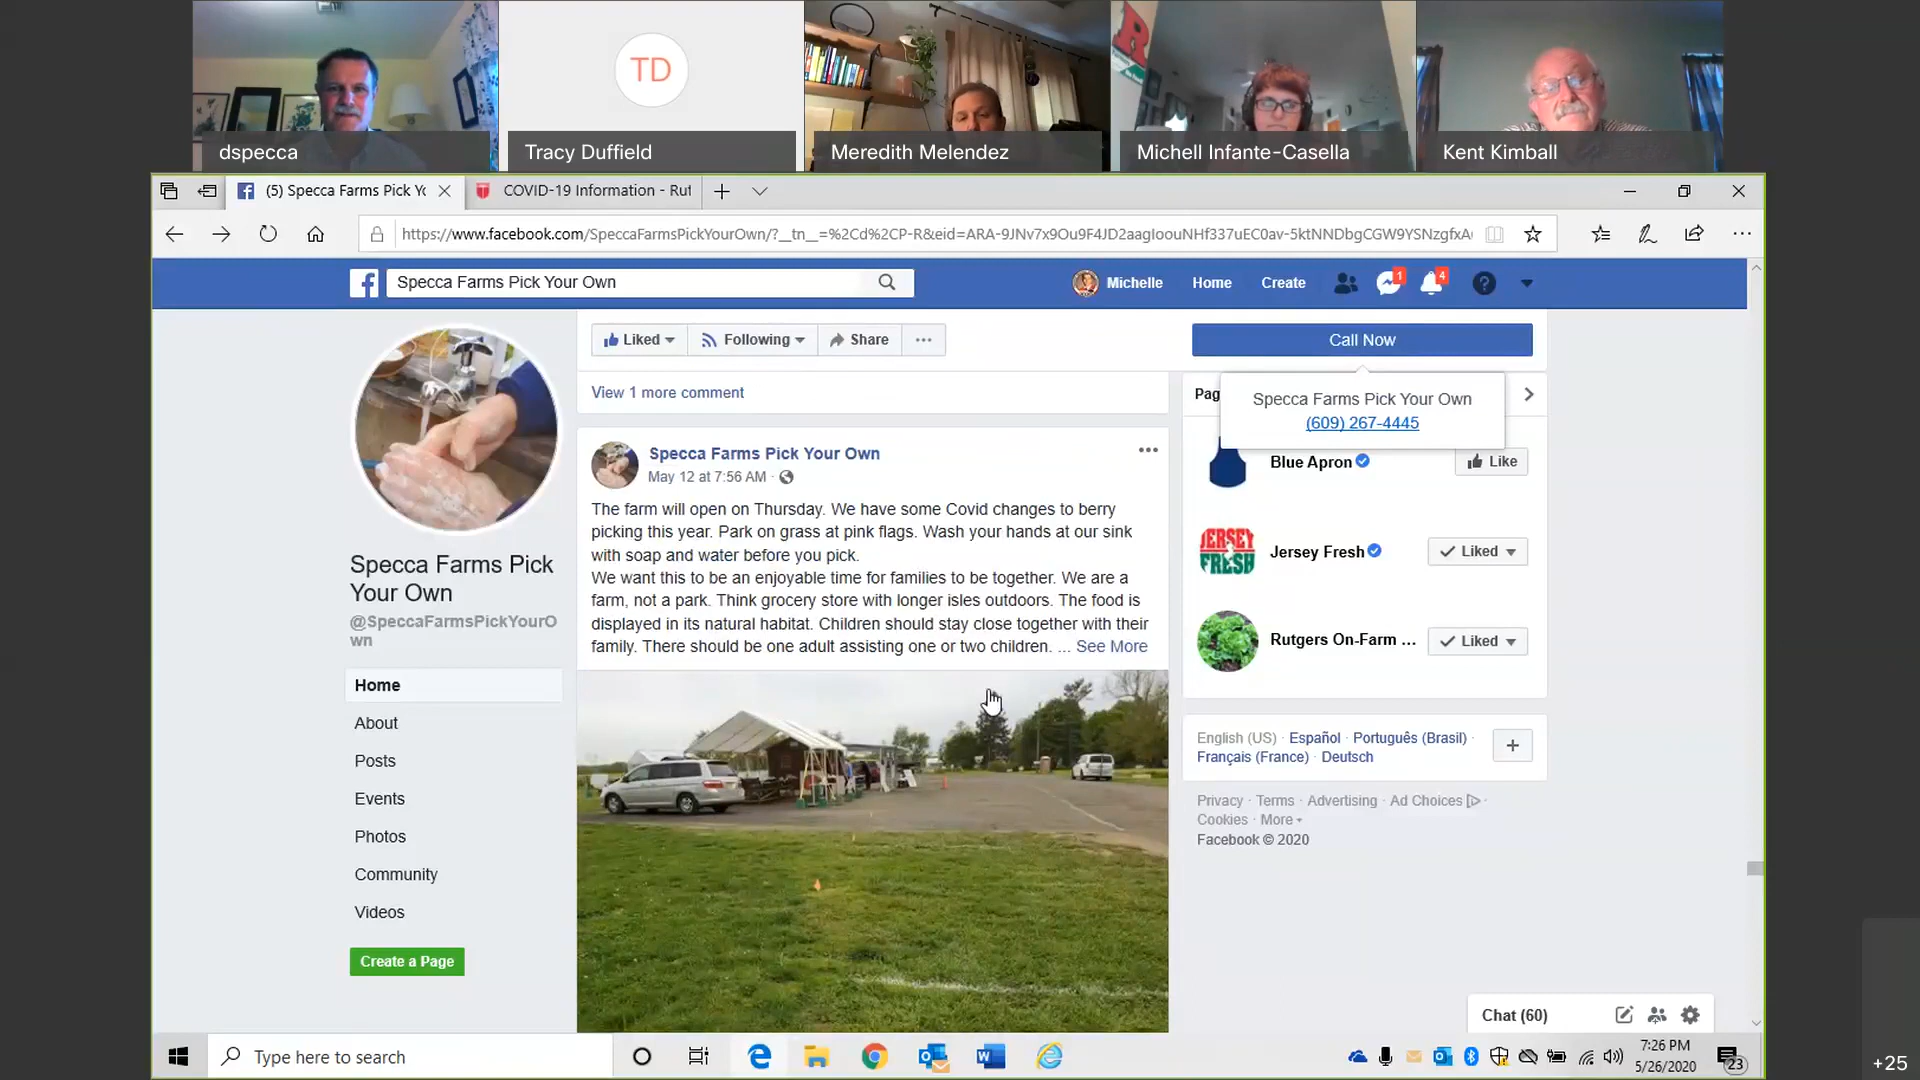 TD
R
dspecca
Tracy Duffield
Meredith Melendez
Michell Infante-Casella
Kent Kimball
(5) Specca Farms Pick Yo
COVID-19 Information - Rut
https://www.facebook.com/SpeccaFarmsPickYourOwn/?__tn__=%2Cd%2CP-R&eid=ARA-9JNv7x9Ou9F4JD2aagIoouNHf337uEC0av-5ktNNDbgCGW9YSNzgfxA
Specca Farms Pick Your Own
Michelle
Home
Create
1
4
Liked
Following
Share
Call Now
View 1 more comment
Pag
Specca Farms Pick Your Own
(609) 267-4445
Specca Farms Pick Your Own
May 12 at 7:56 AM ·
The farm will open on Thursday. We have some Covid changes to berry
picking this year. Park on grass at pink flags. Wash your hands at our sink
with soap and water before you pick.
We want this to be an enjoyable time for families to be together. We are a
farm, not a park. Think grocery store with longer isles outdoors. The food is
displayed in its natural habitat. Children should stay close together with their
family. There should be one adult assisting one or two children. ... See More
Blue Apron
Like
JERSEY
FRESH
Jersey Fresh
Liked
Rutgers On-Farm ...
Liked
Specca Farms Pick
Your Own
@SpeccaFarmsPickYourO
wn
Home
About
Posts
Events
Photos
Community
Videos
Create a Page
English (US) · Español · Português (Brasil) ·
Français (France) · Deutsch
Privacy · Terms · Advertising · Ad Choices ·
Cookies · More
Facebook © 2020
Chat (60)
Type here to search
7:26 PM
5/26/2020
23
+25